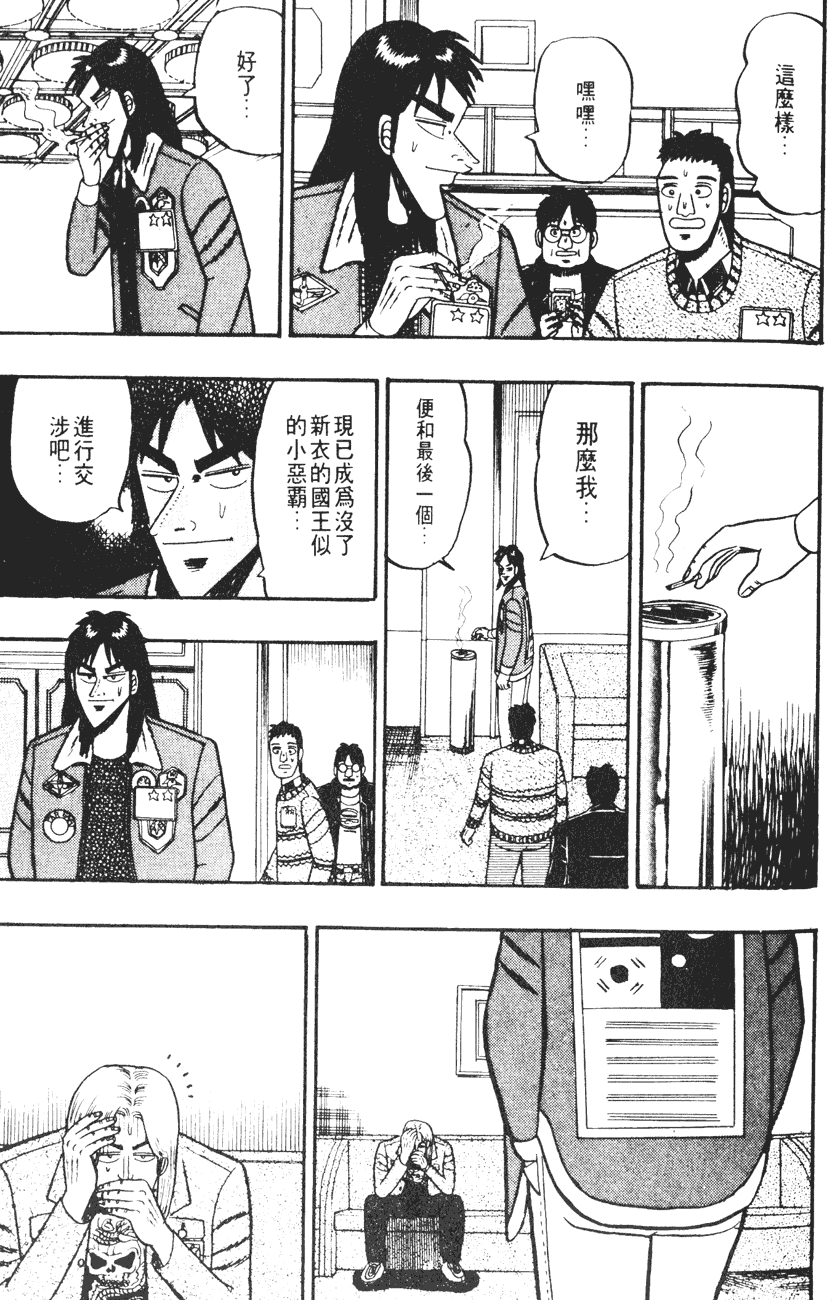 這麼樣…
嘿嘿…
好了…
那麼我…
便和最後一個…
現已成爲沒了
新衣的國王似
的小惡霸…
進行交
涉吧…